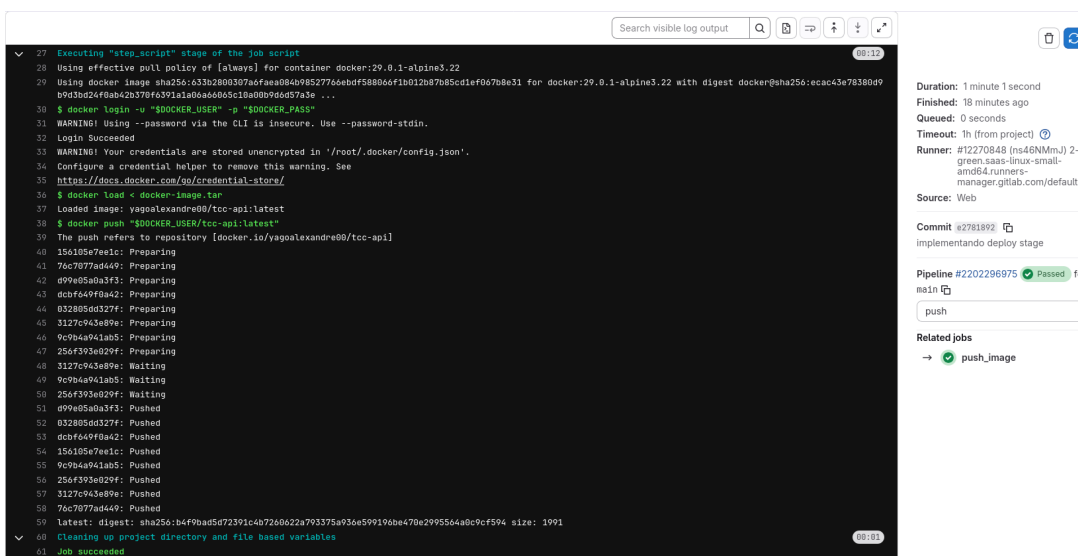 Search visible log output
27 Executing "step_script" stage of the job script 00:12
28 Using effective pull policy of [always] for container docker:29.0.1-alpine3.22
29 Using docker image sha256:633b2800307a6faea084b98527766ebdf588066f1b012b87b85cd1ef067b8e31 for docker:29.0.1-alpine3.22 with digest docker@sha256:ecac43e78380d9
b9d3bd24f0ab42b370f6391a1a06a66065c10a00b9d6d57a3e ...
30 $ docker login -u "$DOCKER_USER" -p "$DOCKER_PASS"
31 WARNING! Using --password via the CLI is insecure. Use --password-stdin.
32 Login Succeeded
33 WARNING! Your credentials are stored unencrypted in '/root/.docker/config.json'.
34 Configure a credential helper to remove this warning. See
35 https://docs.docker.com/go/credential-store/
36 $ docker load < docker-image.tar
37 Loaded image: yagoalexandre00/tcc-api:latest
38 $ docker push "$DOCKER_USER/tcc-api:latest"
39 The push refers to repository [docker.io/yagoalexandre00/tcc-api]
40 156105e7ee1c: Preparing
41 76c7077ad449: Preparing
42 d99e05a0a3f3: Preparing
43 dcbf649f0a42: Preparing
44 032805dd327f: Preparing
45 3127c943e89e: Preparing
46 9c9b4a941ab5: Preparing
47 256f393e029f: Preparing
48 3127c943e89e: Waiting
49 9c9b4a941ab5: Waiting
50 256f393e029f: Waiting
51 d99e05a0a3f3: Pushed
52 032805dd327f: Pushed
53 dcbf649f0a42: Pushed
54 156105e7ee1c: Pushed
55 9c9b4a941ab5: Pushed
56 256f393e029f: Pushed
57 3127c943e89e: Pushed
58 76c7077ad449: Pushed
59 latest: digest: sha256:b4f9bad5d72391c4b7260622a793375a936e599196be470e2995564a0c9cf594 size: 1991
60 Cleaning up project directory and file based variables 00:01
61 Job succeeded
Duration: 1 minute 1 second
Finished: 18 minutes ago
Queued: 0 seconds
Timeout: 1h (from project)
Runner: #12270848 (ns46NMmJ) 2-
green.saas-linux-small-
amd64.runners-
manager.gitlab.com/default
Source: Web
Commit e2781892
implementando deploy stage
Pipeline #2202296975 Passed f
main
push
Related jobs
→ push_image